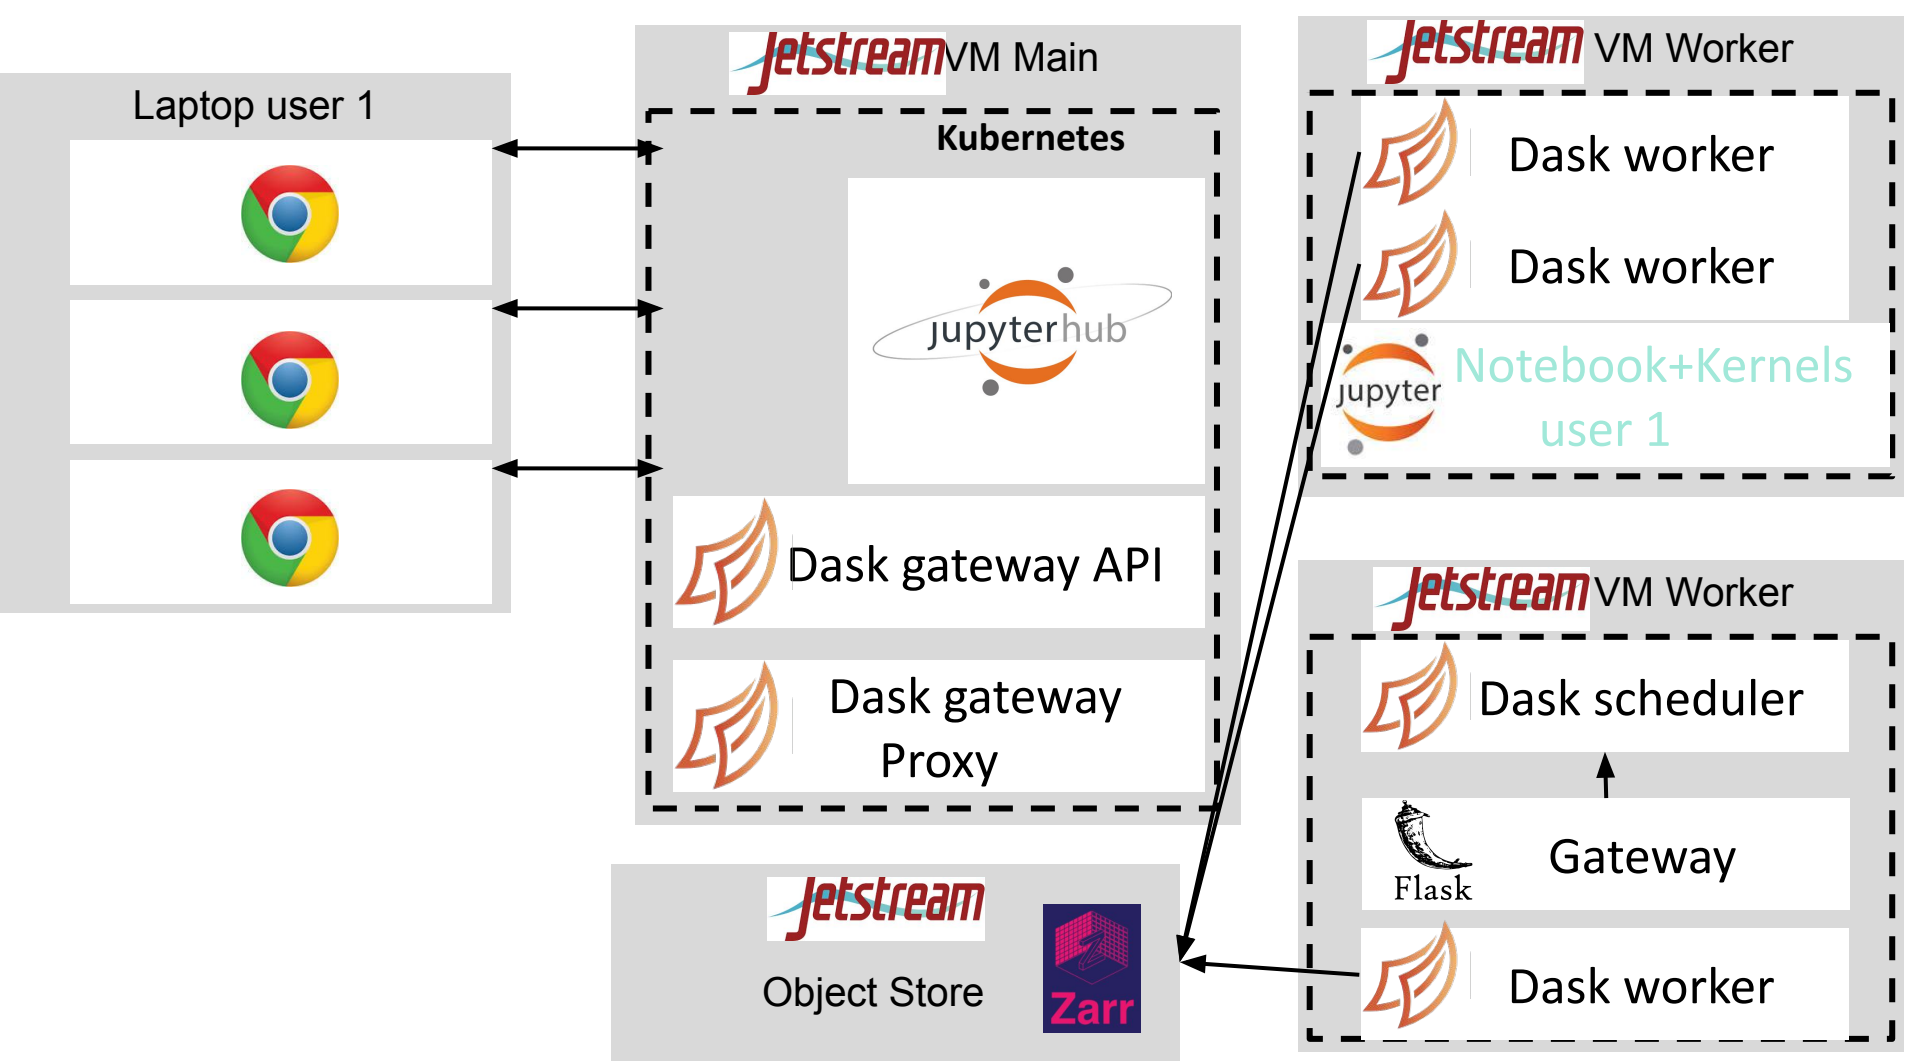 Laptop user 1
Jetstream VM Main
Kubernetes
jupyterhub
Dask gateway API
Dask gateway
Proxy
Jetstream
Object Store
Zarr
Jetstream VM Worker
Dask worker
Dask worker
jupyter
Notebook+Kernels
user 1
Jetstream VM Worker
Dask scheduler
Flask
Gateway
Dask worker